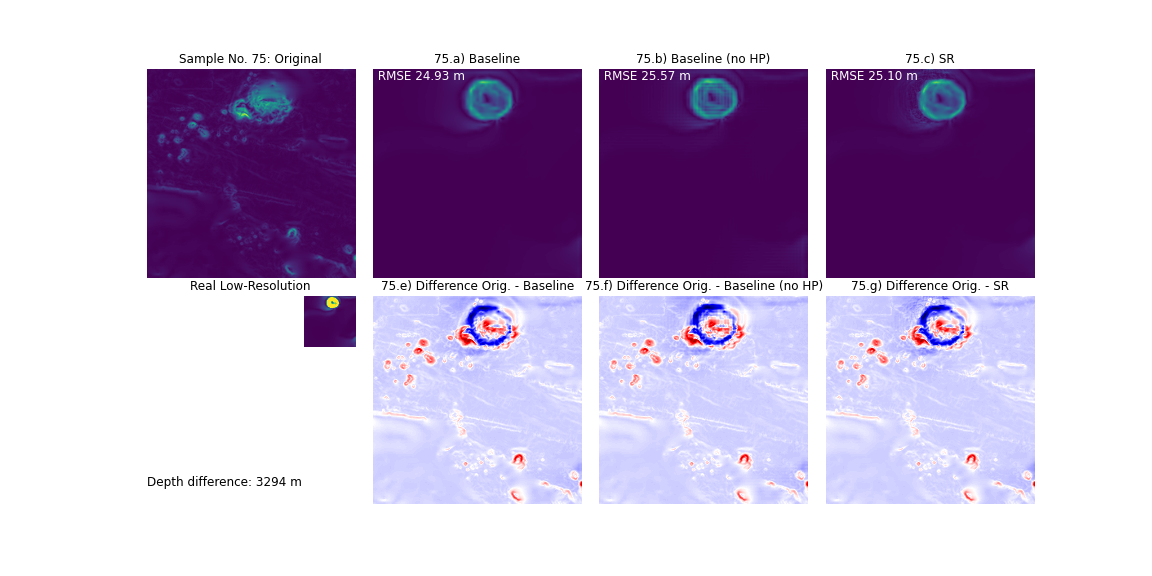 Sample No. 75: Original
75.a) Baseline
75.b) Baseline (no HP)
75.c) SR
RMSE 24.93 m
RMSE 25.57 m
RMSE 25.10 m
Real Low-Resolution
75.e) Difference Orig. - Baseline
75.f) Difference Orig. - Baseline (no HP)
75.g) Difference Orig. - SR
Depth difference: 3294 m